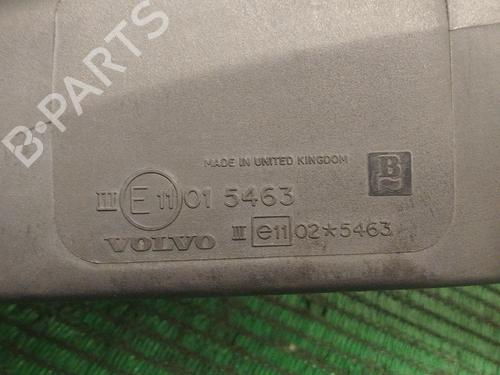 B-PARTS
MADE IN UNITED KINGDOM B
III E 11 01 5463
VOLVO II e11 02*5463